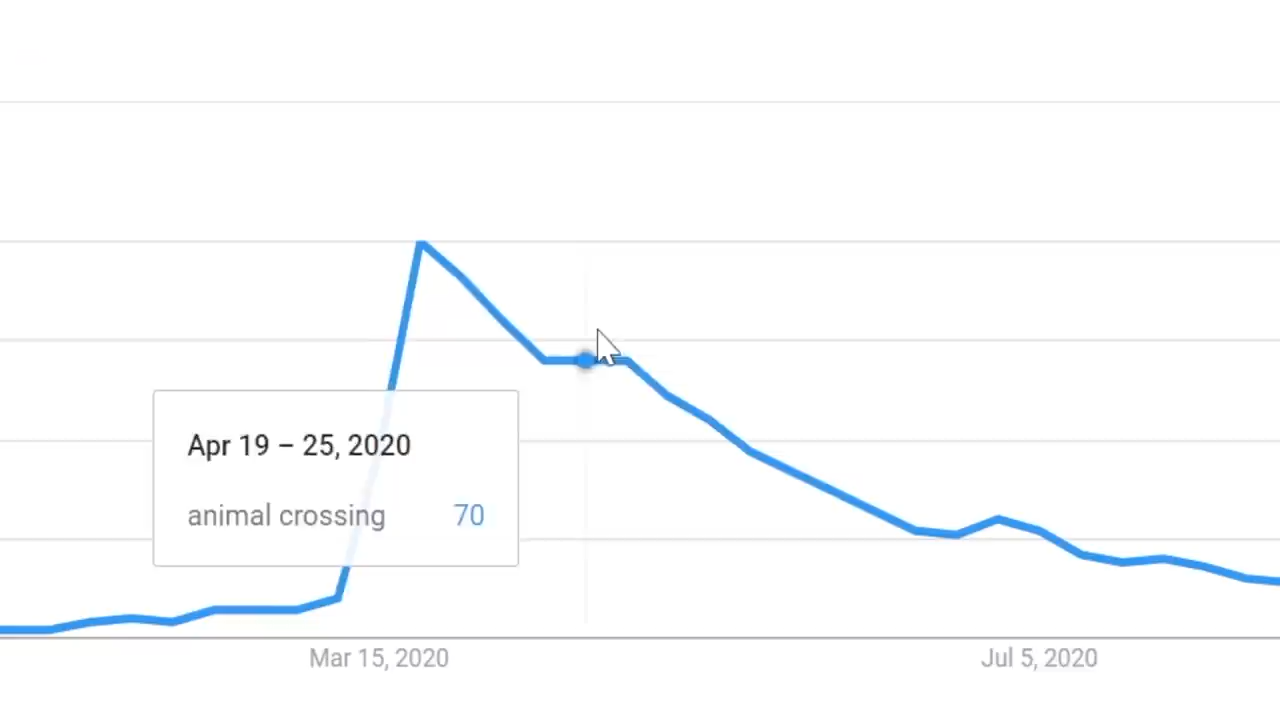 Apr 19 – 25, 2020
animal crossing 70
Mar 15, 2020
Jul 5, 2020